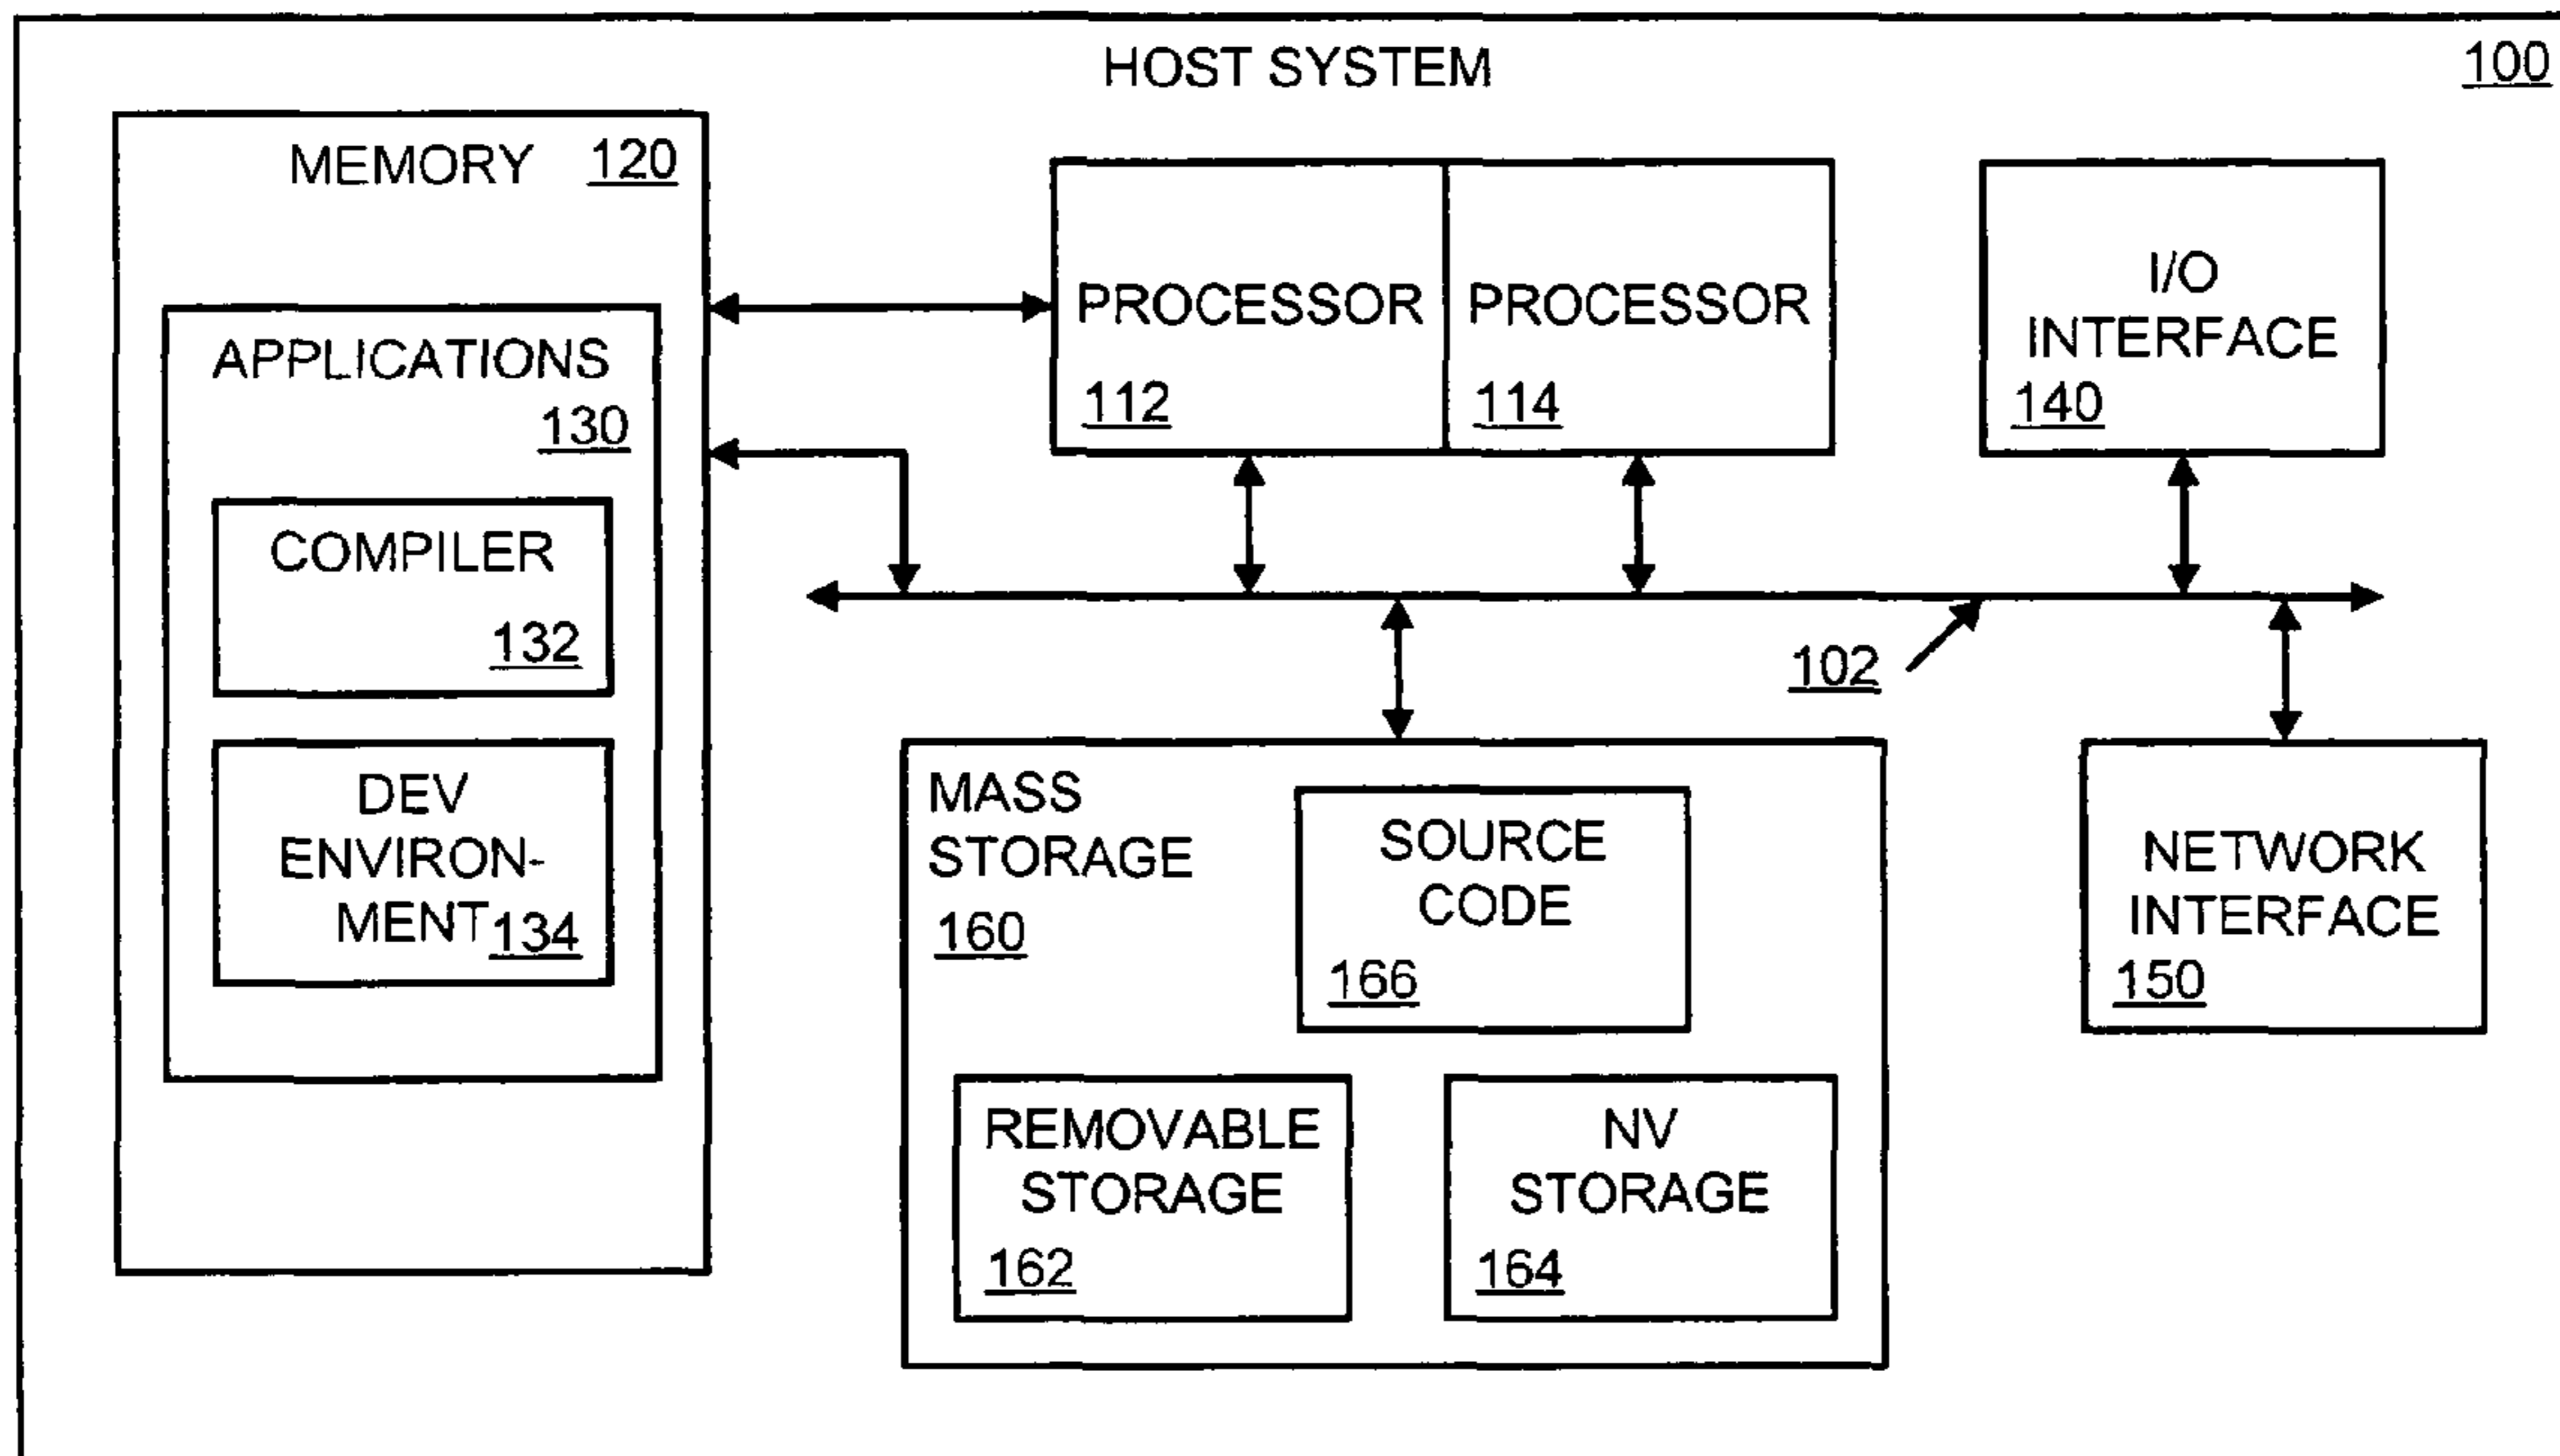 HOST SYSTEM
100
MEMORY 120
APPLICATIONS
130
COMPILER
132
DEV
ENVIRON-
MENT 134
PROCESSOR
112
PROCESSOR
114
I/O
INTERFACE
140
102
MASS
STORAGE
160
SOURCE
CODE
166
REMOVABLE
STORAGE
162
NV
STORAGE
164
NETWORK
INTERFACE
150